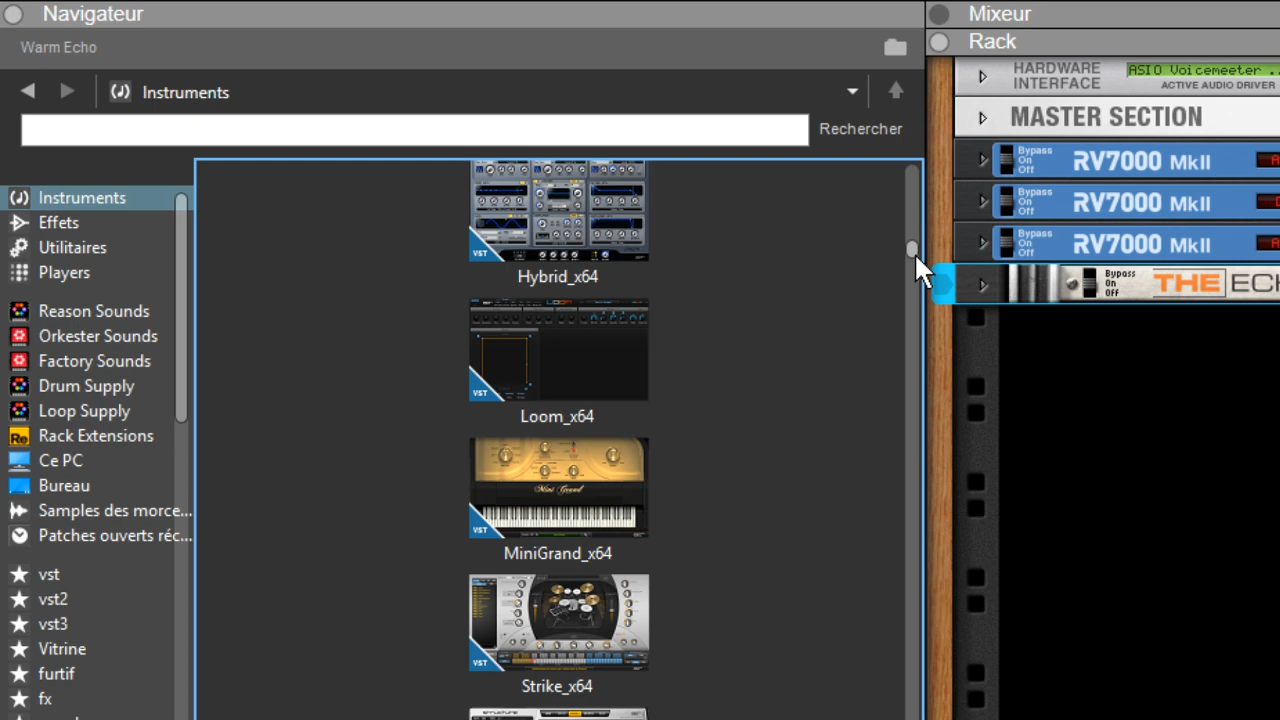 Navigateur
Warm Echo
Instruments
Rechercher
Instruments
Effets
Utilitaires
Players
Reason Sounds
Orkester Sounds
Factory Sounds
Drum Supply
Loop Supply
Rack Extensions
Ce PC
Bureau
Samples des morce...
Patches ouverts réc...
vst
vst2
vst3
Vitrine
furtif
fx
VST
Hybrid_x64
VST
Loom_x64
Mini Grand
VST
MiniGrand_x64
VST
Strike_x64
STRUCTURE
Mixeur
Rack
HARDWARE
INTERFACE
ASIO Voicemeeter ..
ACTIVE AUDIO DRIVER
MASTER SECTION
Bypass
On
Off
RV7000 MkII
Bypass
On
Off
RV7000 MkII
Bypass
On
Off
RV7000 MkII
Bypass
On
Off
THE ECH